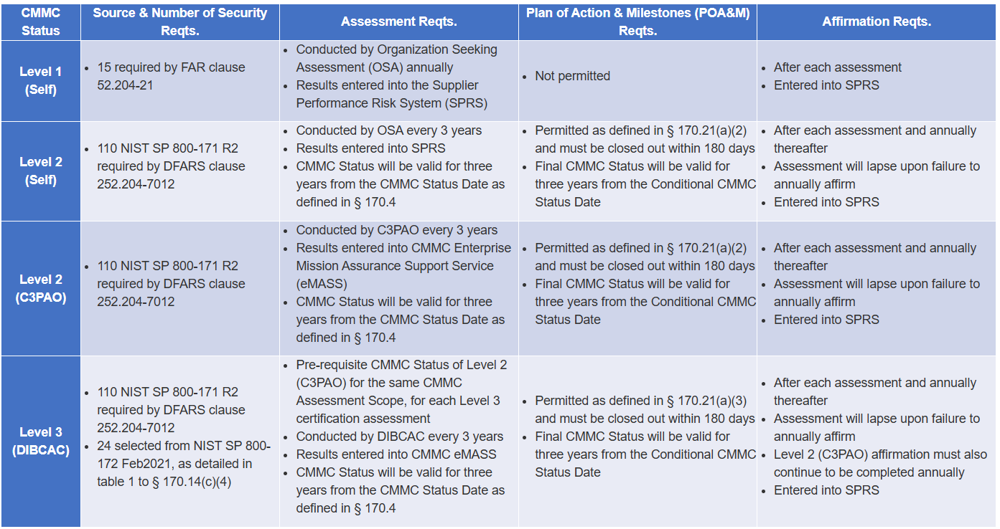 CMMC
Status
Source & Number of Security
Reqts.
Assessment Reqts.
Plan of Action & Milestones (POA&M)
Reqts.
Affirmation Reqts.
Level 1
(Self)
• 15 required by FAR clause
52.204-21
• Conducted by Organization Seeking
Assessment (OSA) annually
• Results entered into the Supplier
Performance Risk System (SPRS)
• Not permitted
• After each assessment
• Entered into SPRS
Level 2
(Self)
• 110 NIST SP 800-171 R2
required by DFARS clause
252.204-7012
• Conducted by OSA every 3 years
• Results entered into SPRS
• CMMC Status will be valid for three
years from the CMMC Status Date as
defined in § 170.4
• Permitted as defined in § 170.21(a)(2)
and must be closed out within 180 days
• Final CMMC Status will be valid for
three years from the Conditional CMMC
Status Date
• After each assessment and annually
thereafter
• Assessment will lapse upon failure to
annually affirm
• Entered into SPRS
Level 2
(C3PAO)
• 110 NIST SP 800-171 R2
required by DFARS clause
252.204-7012
• Conducted by C3PAO every 3 years
• Results entered into CMMC Enterprise
Mission Assurance Support Service
(eMASS)
• CMMC Status will be valid for three
years from the CMMC Status Date as
defined in § 170.4
• Permitted as defined in § 170.21(a)(2)
and must be closed out within 180 days
• Final CMMC Status will be valid for
three years from the Conditional CMMC
Status Date
• After each assessment and annually
thereafter
• Assessment will lapse upon failure to
annually affirm
• Entered into SPRS
Level 3
(DIBCAC)
• 110 NIST SP 800-171 R2
required by DFARS clause
252.204-7012
• 24 selected from NIST SP 800-
172 Feb2021, as detailed in
table 1 to § 170.14(c)(4)
• Pre-requisite CMMC Status of Level 2
(C3PAO) for the same CMMC
Assessment Scope, for each Level 3
certification assessment
• Conducted by DIBCAC every 3 years
• Results entered into CMMC eMASS
• CMMC Status will be valid for three
years from the CMMC Status Date as
defined in § 170.4
• Permitted as defined in § 170.21(a)(3)
and must be closed out within 180 days
• Final CMMC Status will be valid for
three years from the Conditional CMMC
Status Date
• After each assessment and annually
thereafter
• Assessment will lapse upon failure to
annually affirm
• Level 2 (C3PAO) affirmation must also
continue to be completed annually
• Entered into SPRS